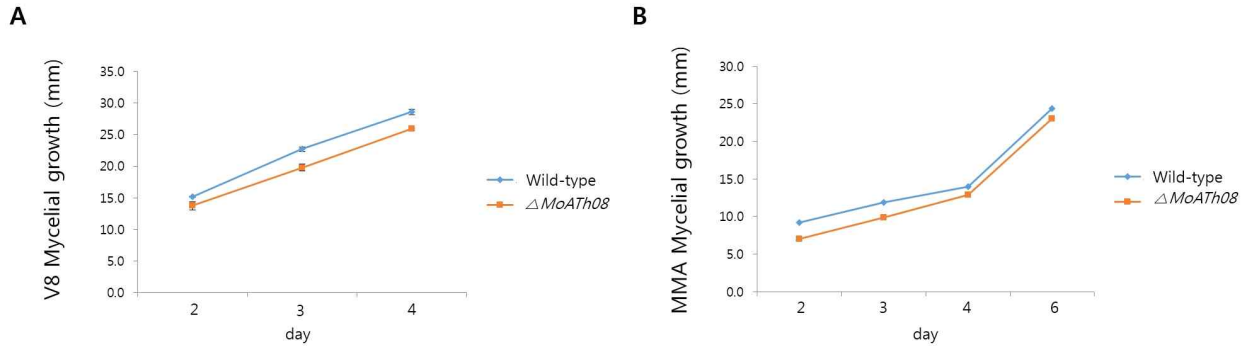 A
V8 Mycelial growth (mm)
35.0
30.0
25.0
20.0
15.0
10.0
5.0
0.0
2 3 4
day
Wild-type
△MoATh08
B
MMA Mycelial growth (mm)
30.0
25.0
20.0
15.0
10.0
5.0
0.0
2 3 4 6
day
Wild-type
△MoATh08